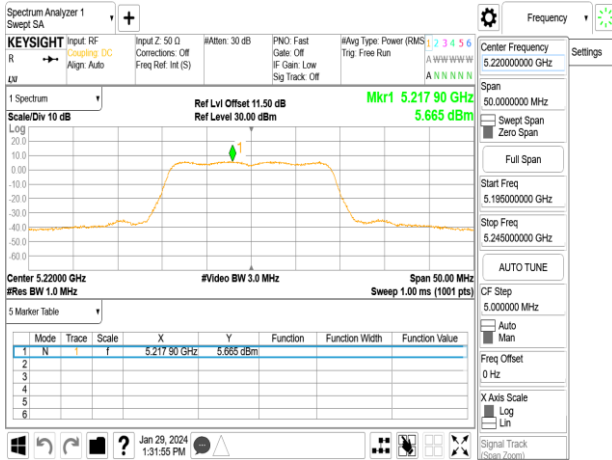 Spectrum Analyzer 1
Swept SA
Frequency
Settings
KEYSIGHT
R
Input: RF
Coupling: DC
Align: Auto
Input Z: 50 Ω
Corrections: Off
Freq Ref: Int (S)
#Atten: 30 dB
PNO: Fast
Gate: Off
IF Gain: Low
Sig Track: Off
#Avg Type: Power (RMS
Trig: Free Run
1 2 3 4 5 6
A W W W W W
A N N N N N
1 Spectrum
Scale/Div 10 dB
Log
Ref Lvl Offset 11.50 dB
Ref Level 30.00 dBm
Mkr1 5.217 90 GHz
5.665 dBm
20.0
10.0
0.00
-10.0
-20.0
-30.0
-40.0
-50.0
-60.0
1
Center 5.22000 GHz
#Res BW 1.0 MHz
#Video BW 3.0 MHz
Span 50.00 MHz
Sweep 1.00 ms (1001 pts)
5 Marker Table
Mode Trace Scale X Y Function Function Width Function Value
1 N 1 f 5.217 90 GHz 5.665 dBm
2
3
4
5
6
Jan 29, 2024
1:31:55 PM
Center Frequency
5.220000000 GHz
Span
50.0000000 MHz
Swept Span
Zero Span
Full Span
Start Freq
5.195000000 GHz
Stop Freq
5.245000000 GHz
AUTO TUNE
CF Step
5.000000 MHz
Auto
Man
Freq Offset
0 Hz
X Axis Scale
Log
Lin
Signal Track
(Span Zoom)